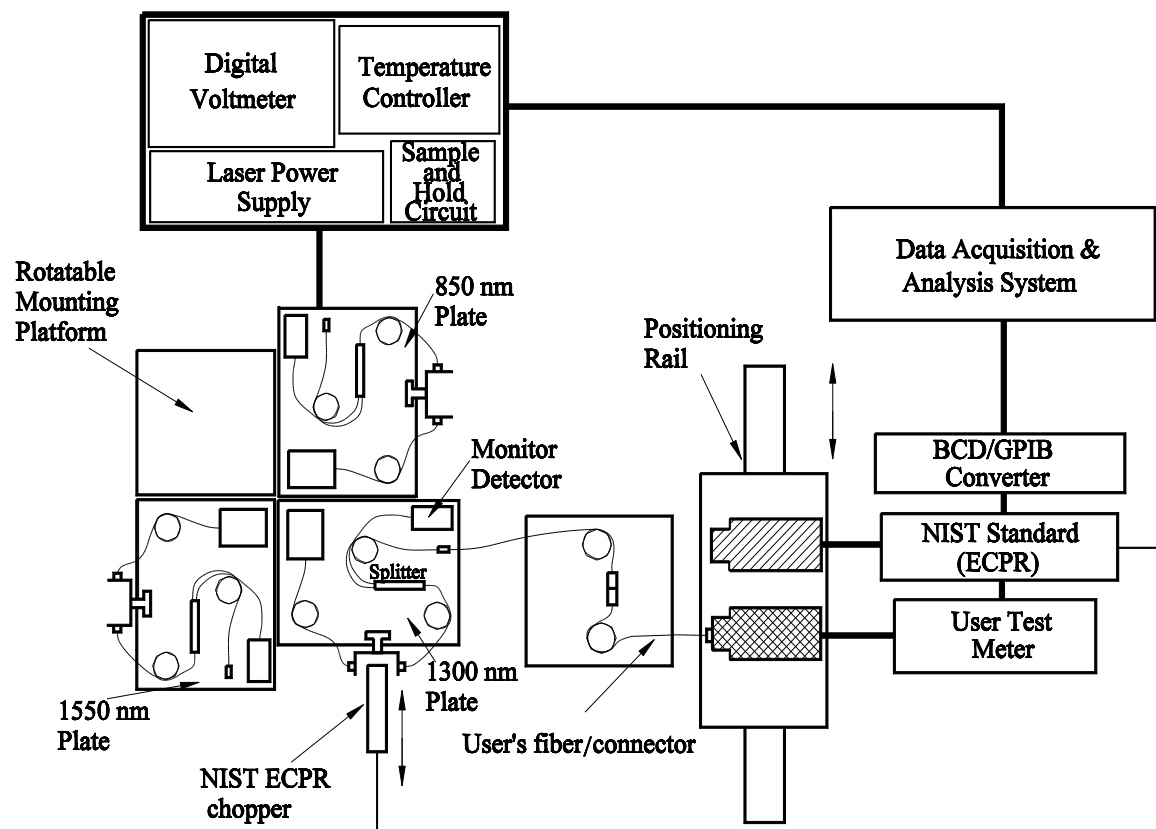 Digital
Voltmeter
Temperature
Controller
Laser Power
Supply
Sample
and
Hold
Circuit
Data Acquisition &
Analysis System
Rotatable
Mounting
Platform
850 nm
Plate
Positioning
Rail
Monitor
Detector
BCD/GPIB
Converter
NIST Standard
(ECPR)
Splitter
User Test
Meter
1550 nm
Plate
1300 nm
Plate
User's fiber/connector
NIST ECPR
chopper